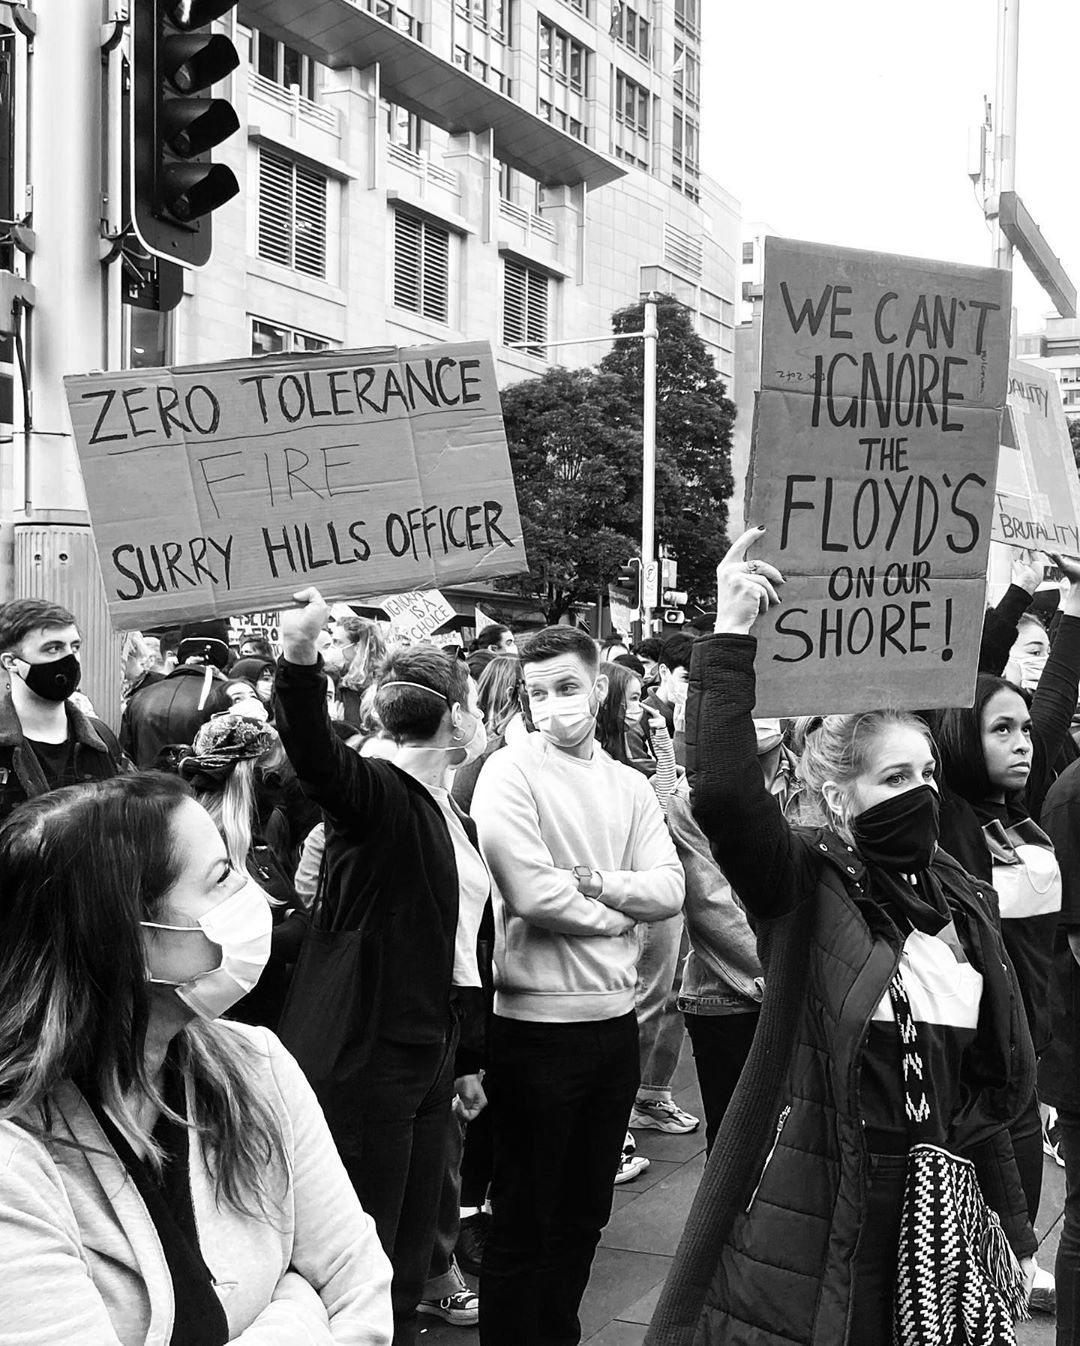 ZERO TOLERANCE
FIRE
SURRY HILLS OFFICER
WE CAN'T
IGNORE
THE
FLOYD'S
ON OUR
SHORE!
BRUTALITY
IGNORANCE
IS A
CHOICE